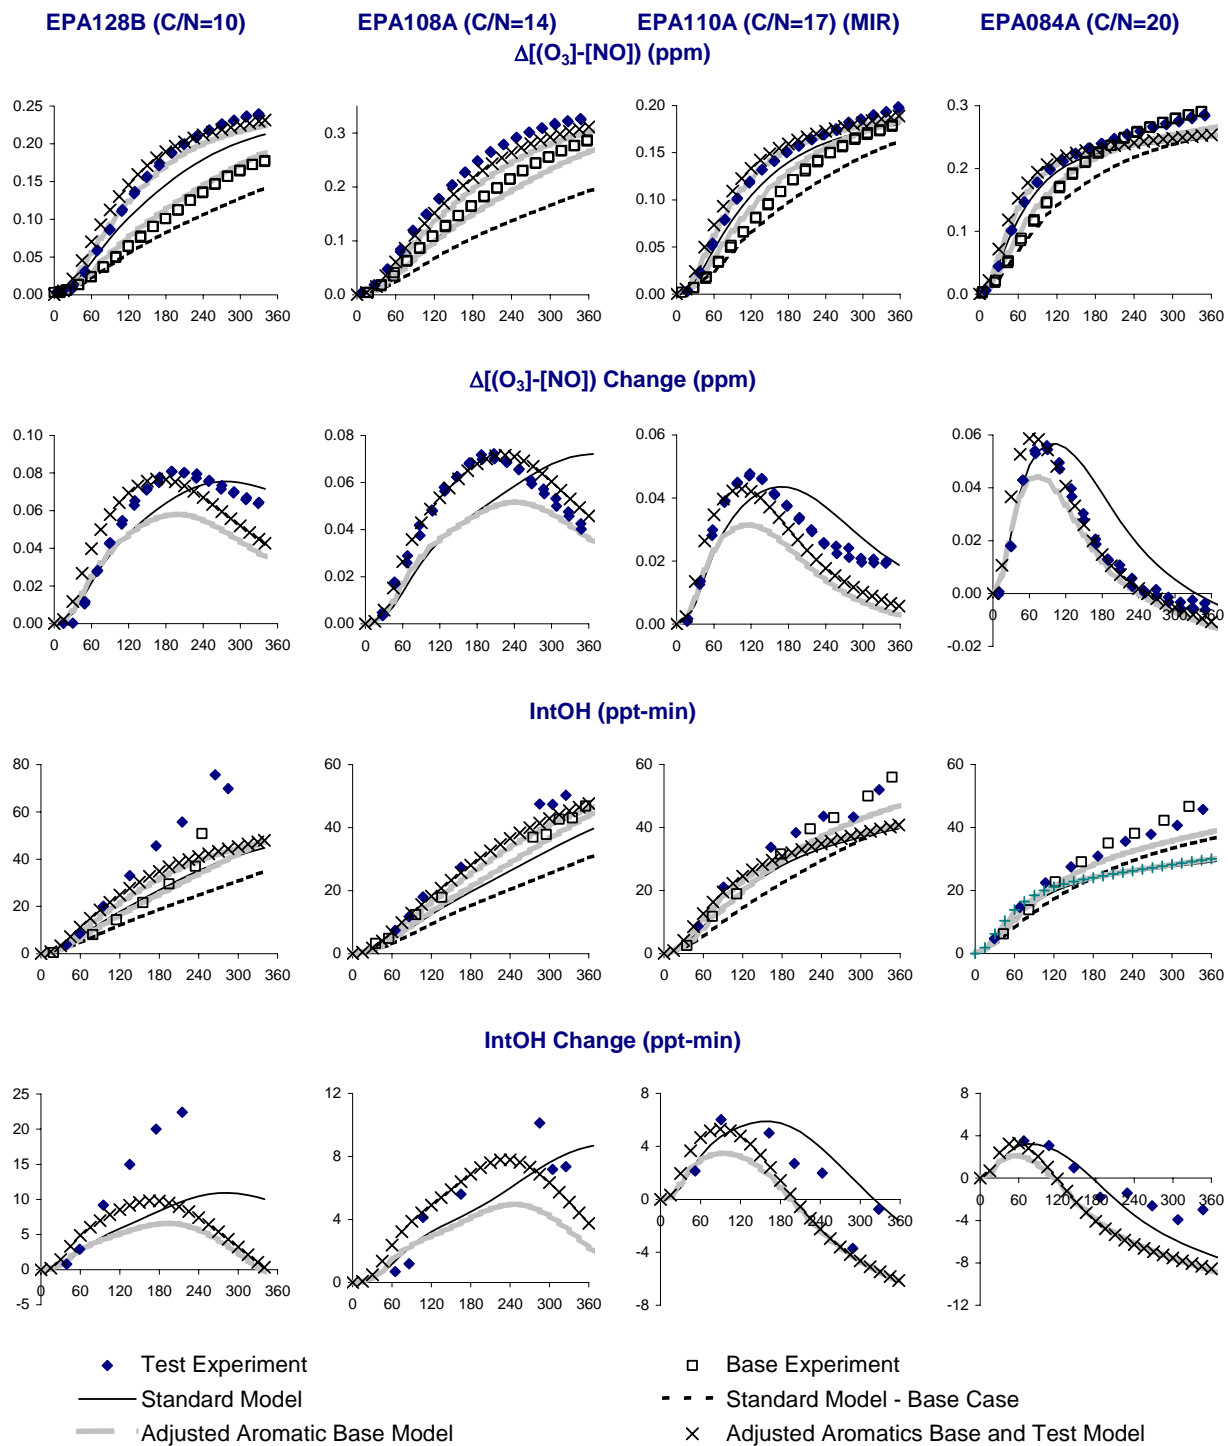 EPA128B (C/N=10) EPA108A (C/N=14) EPA110A (C/N=17) (MIR) EPA084A (C/N=20)
Δ[(O₃]-[NO]) (ppm)
0.25
0.20
0.15
0.10
0.05
0.00
0 60 120 180 240 300 360
0.3
0.2
0.1
0.0
0 60 120 180 240 300 360
0.20
0.15
0.10
0.05
0.00
0 60 120 180 240 300 360
0.3
0.2
0.1
0.0
0 60 120 180 240 300 360
Δ[(O₃]-[NO]) Change (ppm)
0.10
0.08
0.06
0.04
0.02
0.00
0 60 120 180 240 300 360
0.08
0.06
0.04
0.02
0.00
0 60 120 180 240 300 360
0.06
0.04
0.02
0.00
0 60 120 180 240 300 360
0.06
0.04
0.02
0.00
-0.02
0 60 120 180 240 300 360
IntOH (ppt-min)
80
60
40
20
0
0 60 120 180 240 300 360
60
40
20
0
0 60 120 180 240 300 360
60
40
20
0
0 60 120 180 240 300 360
60
40
20
0
0 60 120 180 240 300 360
IntOH Change (ppt-min)
25
20
15
10
5
0
-5
0 60 120 180 240 300 360
12
8
4
0
0 60 120 180 240 300 360
8
4
0
-4
-8
0 60 120 180 240 300 360
8
4
0
-4
-8
-12
0 60 120 180 240 300 360
Test Experiment
Base Experiment
Standard Model
Standard Model - Base Case
Adjusted Aromatic Base Model
Adjusted Aromatics Base and Test Model